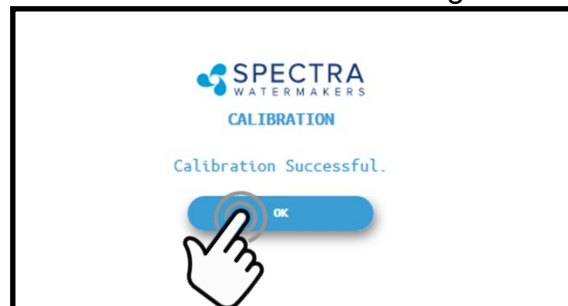 SPECTRA
WATERMAKERS
CALIBRATION
Calibration Successful.
OK